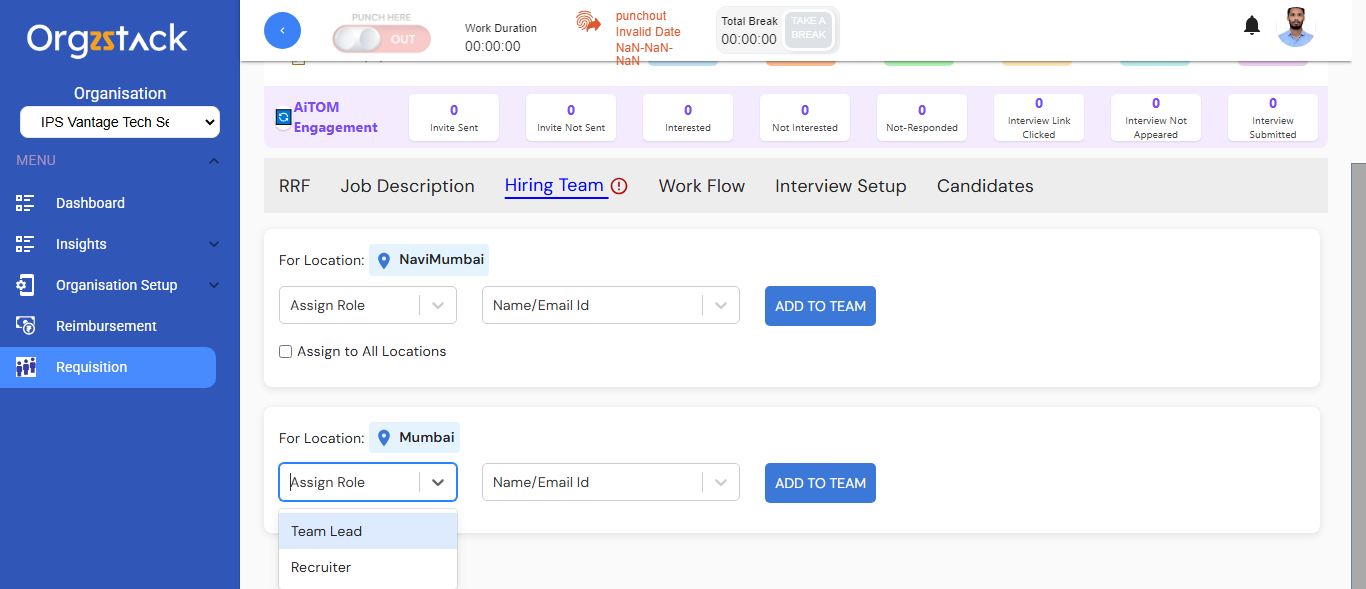 Orgzstack
PUNCH HERE
OUT
Work Duration
00:00:00
punchout
Invalid Date
NaN-NaN-
NaN
Total Break
00:00:00
TAKE A
BREAK
Organisation
IPS Vantage Tech Se
MENU
Dashboard
Insights
Organisation Setup
Reimbursement
Requisition
AiTOM
Engagement
0
Invite Sent
0
Invite Not Sent
0
Interested
0
Not Interested
0
Not-Responded
0
Interview Link
Clicked
0
Interview Not
Appeared
0
Interview
Submitted
RRF Job Description Hiring Team Work Flow Interview Setup Candidates
For Location: NaviMumbai
Assign Role Name/Email Id ADD TO TEAM
Assign to All Locations
For Location: Mumbai
Assign Role Name/Email Id ADD TO TEAM
Team Lead
Recruiter